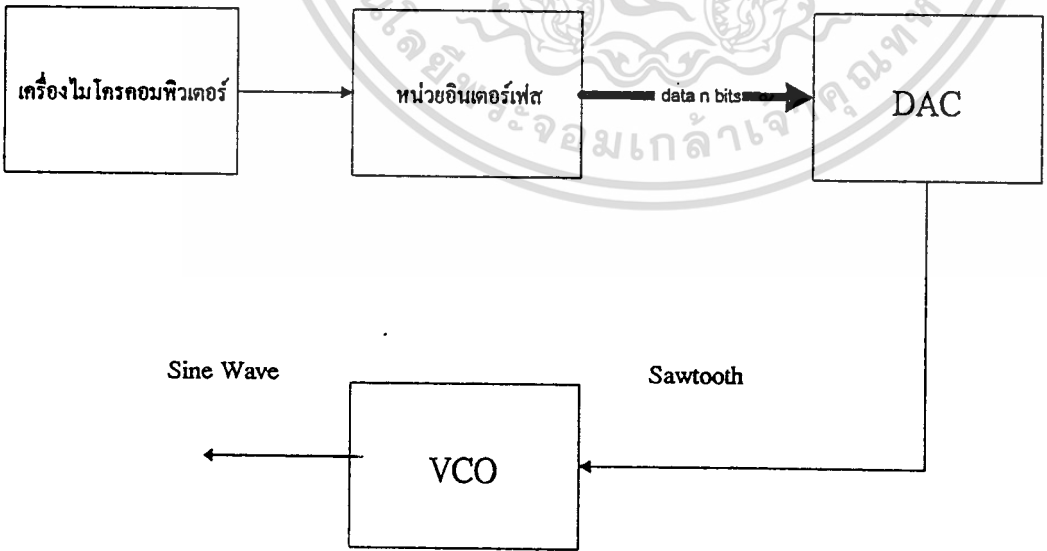 เครื่องไมโครคอมพิวเตอร์
หน่วยอินเตอร์เฟส
data n bits
DAC
Sine Wave
Sawtooth
VCO